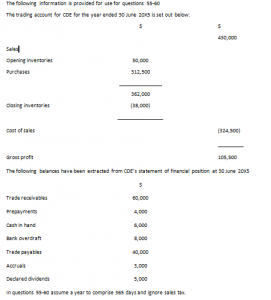 The following information is provided for use for questions 55-60
The trading account for CDE for the year ended 30 June 20X5 is set out below:
$ $
430,000
Sales
Opening inventories 50,000
Purchases 312,500
362,000
Closing inventories (38,000)
Cost of sales (324,500)
Gross profit 105,500
The following balances have been extracted from CDE's statement of financial position at 30 June 20X5
$
Trade receivables 60,000
Prepayments 4,000
Cash in hand 6,000
Bank overdraft 8,000
Trade payables 40,000
Accruals 3,000
Declared dividends 5,000
In questions 55-60 assume a year to comprise 365 days and ignore sales tax.